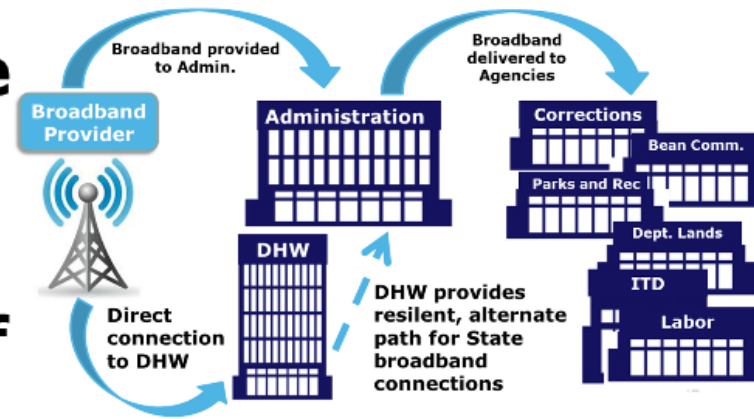 Broadband provided
to Admin.
Broadband
delivered to
Agencies
e
Broadband
Provider
Administration
Corrections
Bean Comm.
Parks and Rec
DHW
Dept. Lands
ITD
Labor
f
Direct
connection
to DHW
DHW provides
resilent, alternate
path for State
broadband
connections